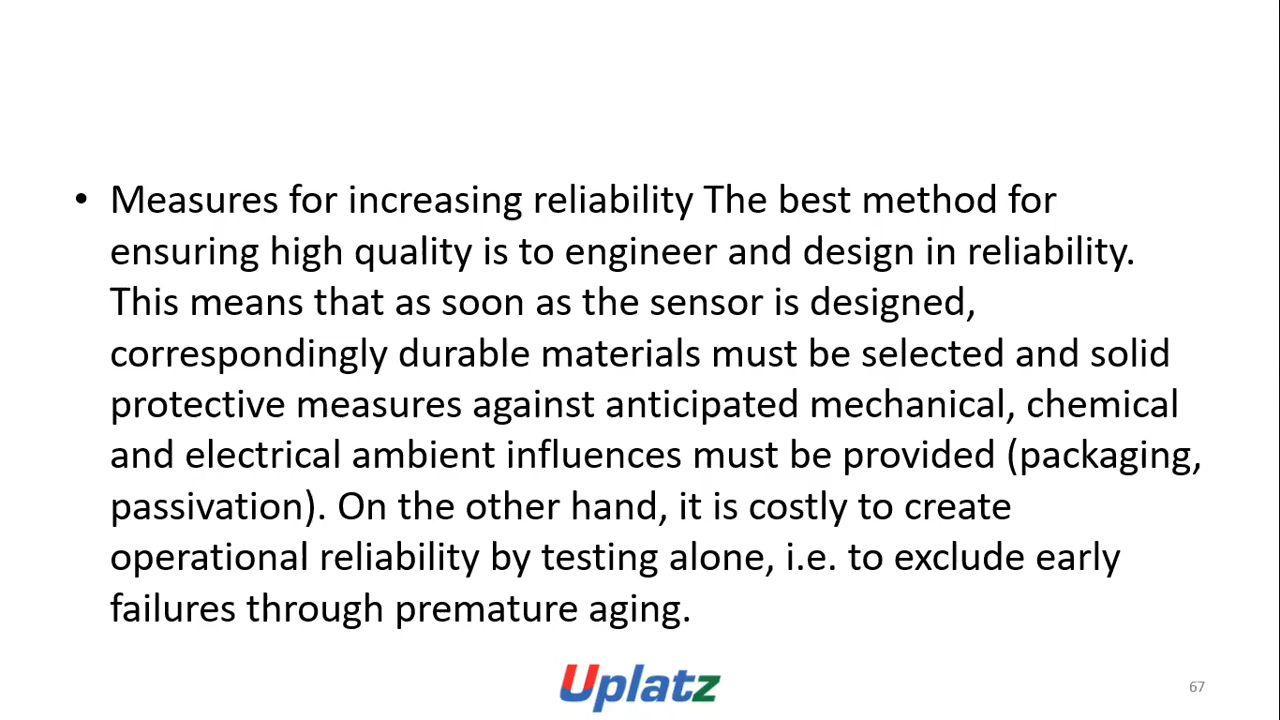 • Measures for increasing reliability The best method for
ensuring high quality is to engineer and design in reliability.
This means that as soon as the sensor is designed,
correspondingly durable materials must be selected and solid
protective measures against anticipated mechanical, chemical
and electrical ambient influences must be provided (packaging,
passivation). On the other hand, it is costly to create
operational reliability by testing alone, i.e. to exclude early
failures through premature aging.
Uplatz
67